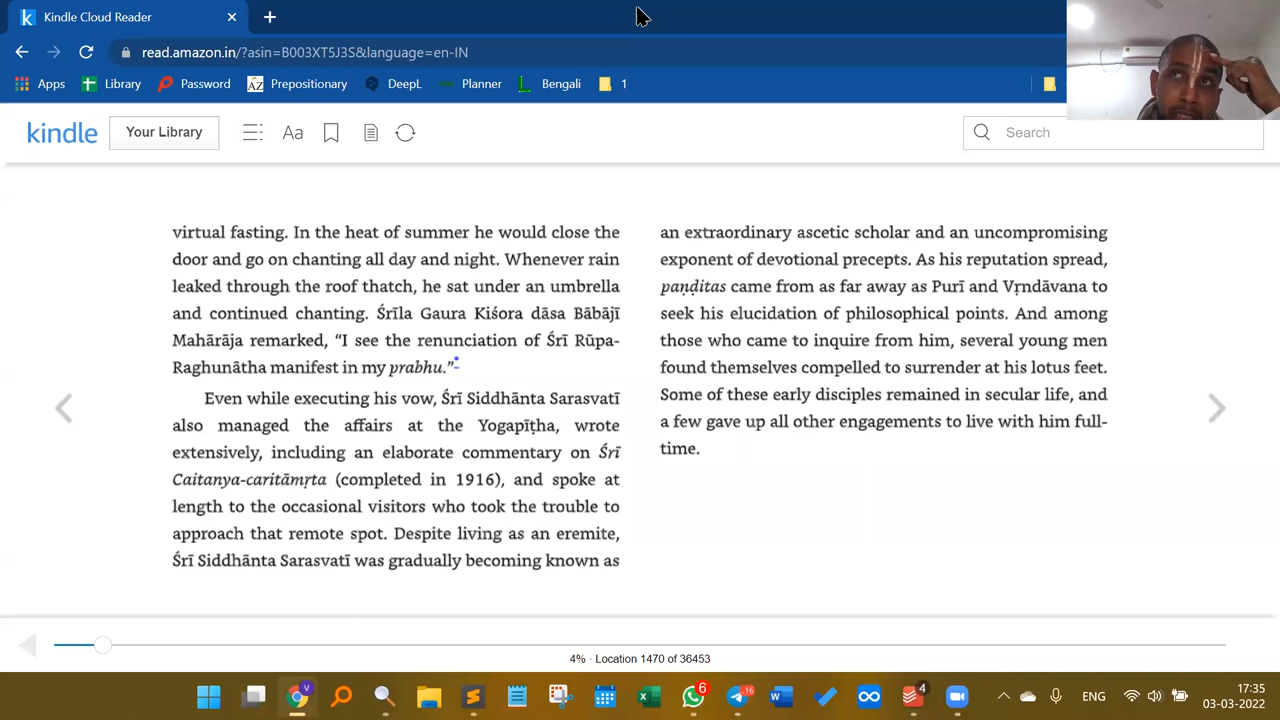 Kindle Cloud Reader
read.amazon.in/?asin=B003XT5J3S&language=en-IN
Apps Library Password Prepositionary DeepL Planner Bengali 1
kindle Your Library Aa Search
virtual fasting. In the heat of summer he would close the
door and go on chanting all day and night. Whenever rain
leaked through the roof thatch, he sat under an umbrella
and continued chanting. Śrīla Gaura Kiśora dāsa Bābājī
Mahārāja remarked, “I see the renunciation of Śrī Rūpa-
Raghunātha manifest in my prabhu.”*
Even while executing his vow, Śrī Siddhānta Sarasvatī
also managed the affairs at the Yogapīṭha, wrote
extensively, including an elaborate commentary on Śrī
Caitanya-caritāmṛta (completed in 1916), and spoke at
length to the occasional visitors who took the trouble to
approach that remote spot. Despite living as an eremite,
Śrī Siddhānta Sarasvatī was gradually becoming known as
an extraordinary ascetic scholar and an uncompromising
exponent of devotional precepts. As his reputation spread,
paṇḍitas came from as far away as Purī and Vṛndāvana to
seek his elucidation of philosophical points. And among
those who came to inquire from him, several young men
found themselves compelled to surrender at his lotus feet.
Some of these early disciples remained in secular life, and
a few gave up all other engagements to live with him full-
time.
4% · Location 1470 of 36453
6 16 4 ENG 17:35
03-03-2022